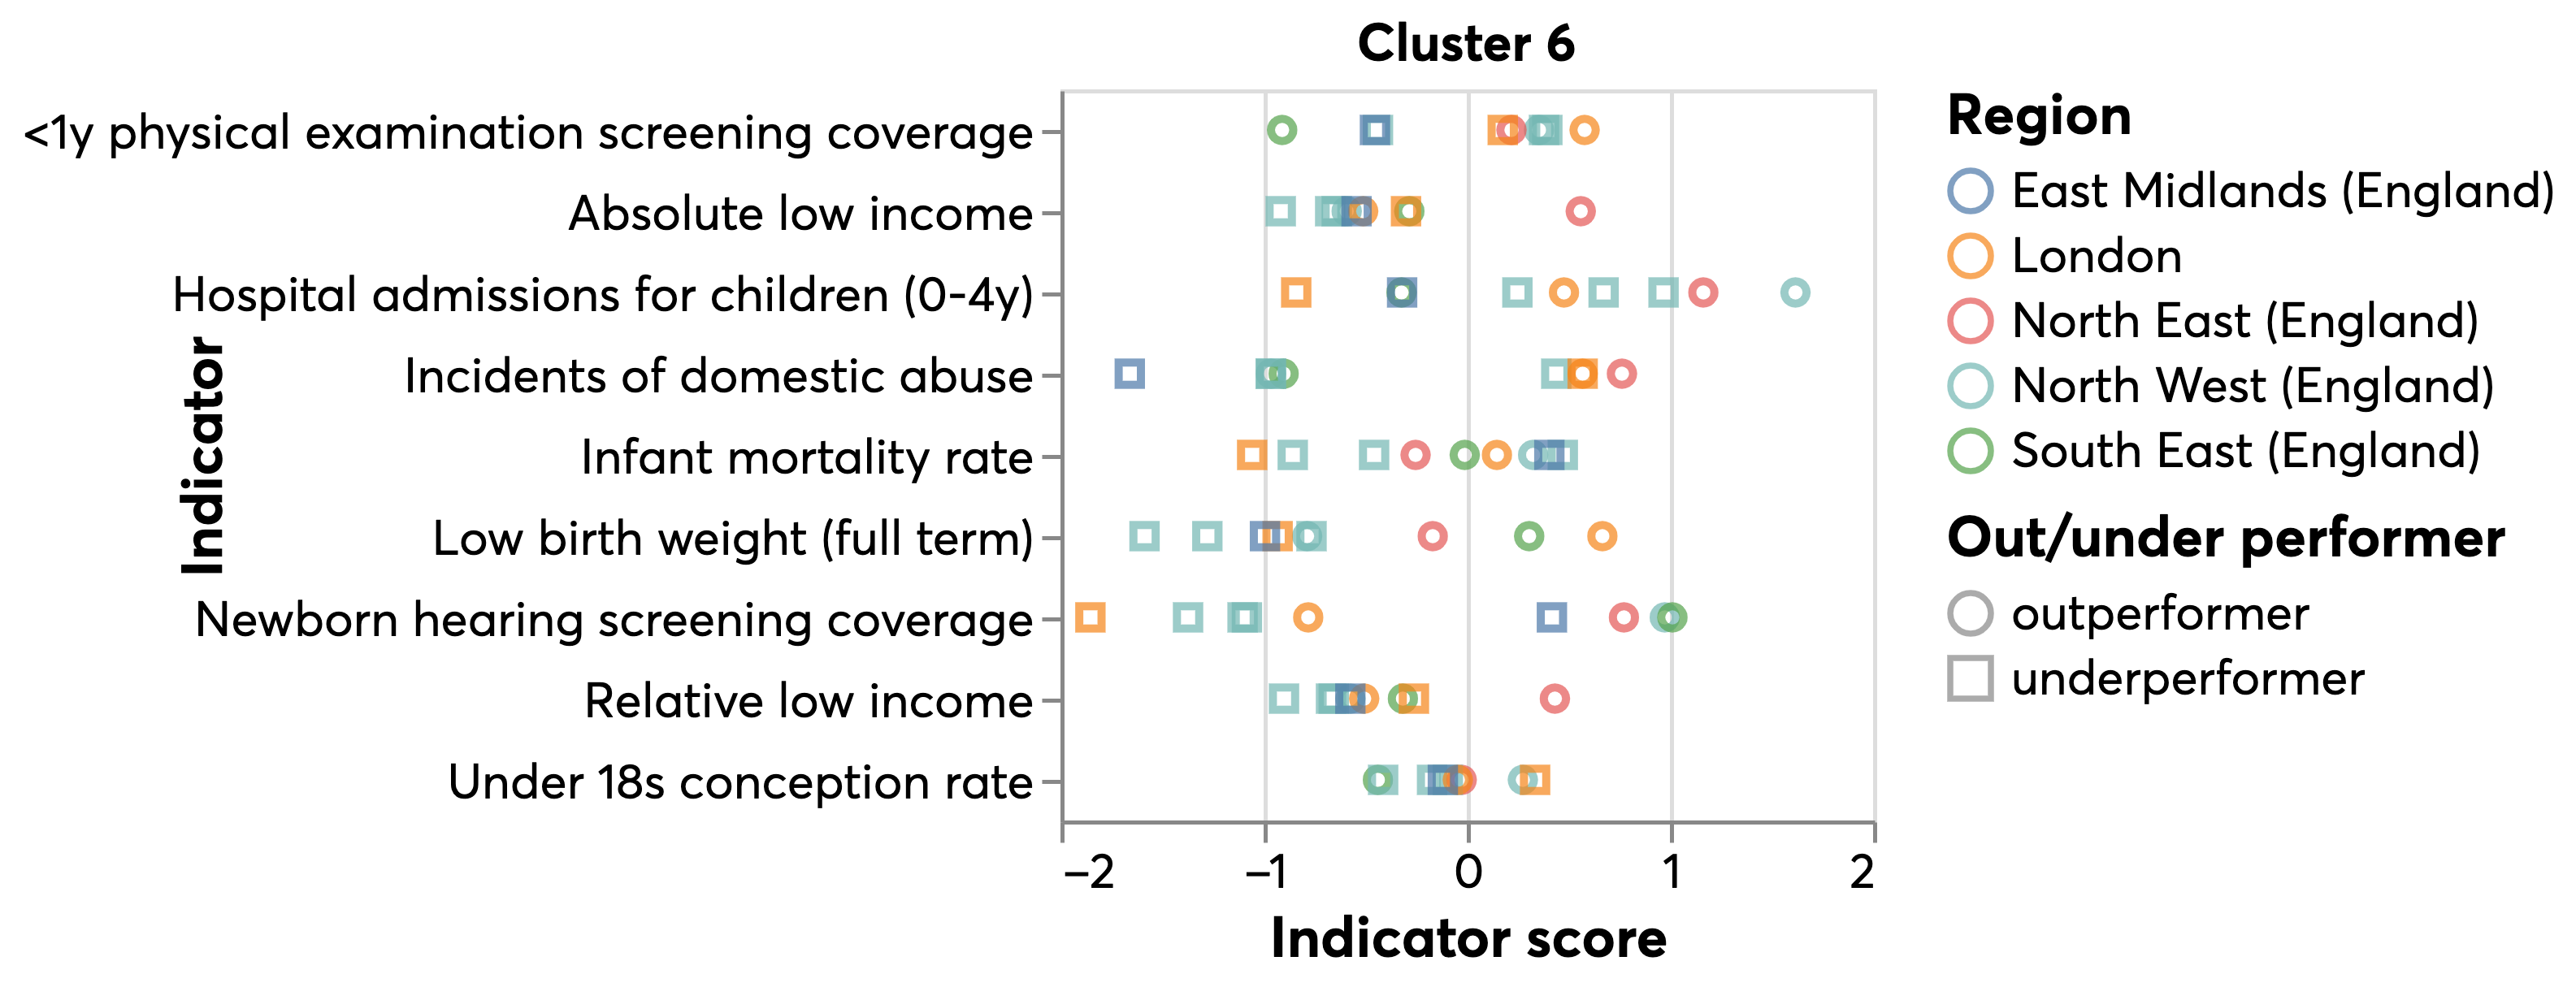 Cluster 6
<1y physical examination screening coverage
Absolute low income
Hospital admissions for children (0-4y)
Incidents of domestic abuse
Infant mortality rate
Low birth weight (full term)
Newborn hearing screening coverage
Relative low income
Under 18s conception rate
Indicator
–2 –1 0 1 2
Indicator score
Region
East Midlands (England)
London
North East (England)
North West (England)
South East (England)
Out/under performer
outperformer
underperformer